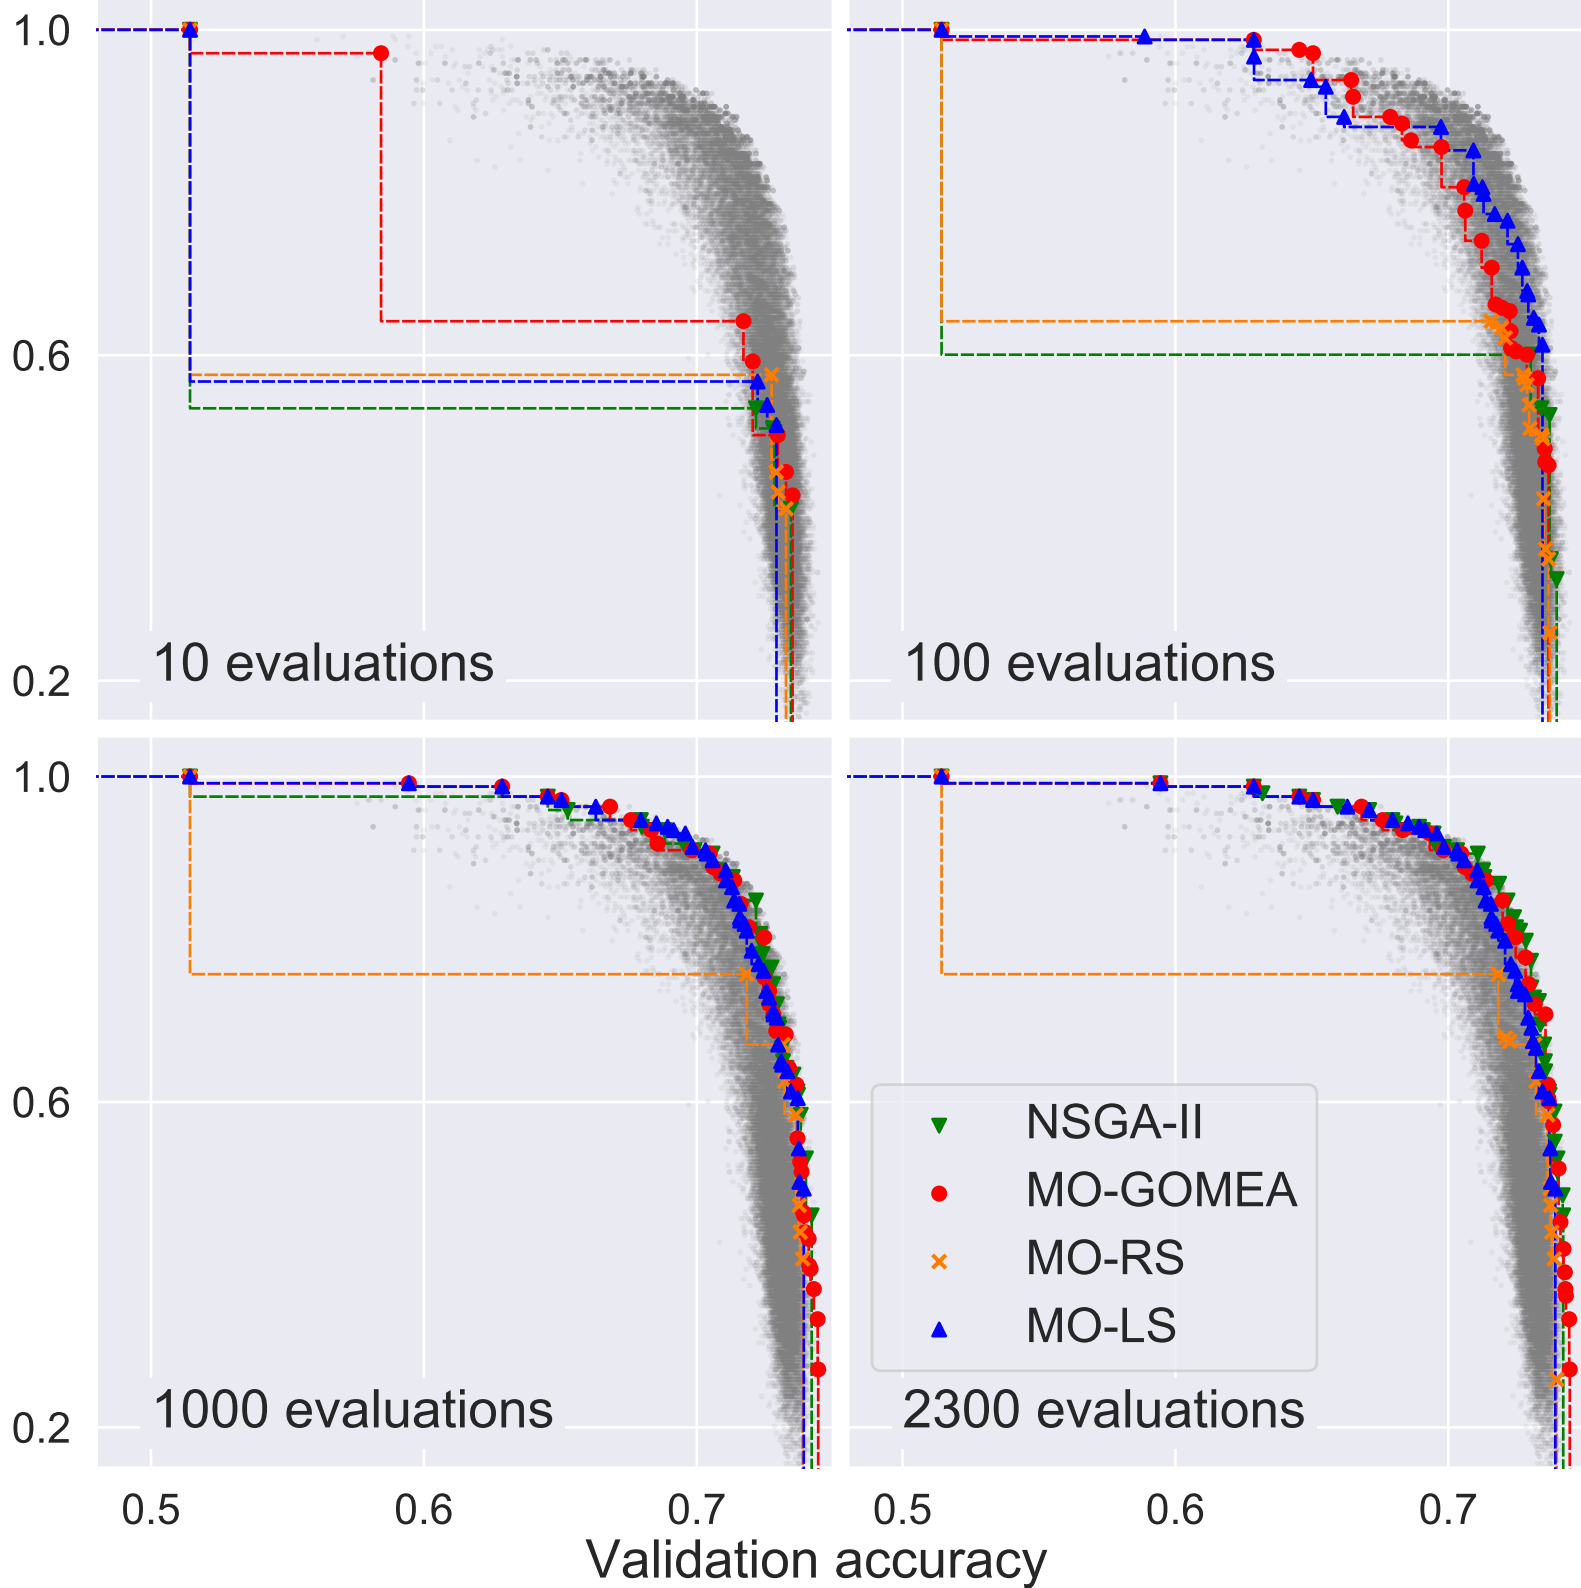 1.0
0.6
0.2
10 evaluations
100 evaluations
1.0
0.6
0.2
1000 evaluations
NSGA-II
MO-GOMEA
MO-RS
MO-LS
2300 evaluations
0.5 0.6 0.7 0.5 0.6 0.7
Validation accuracy